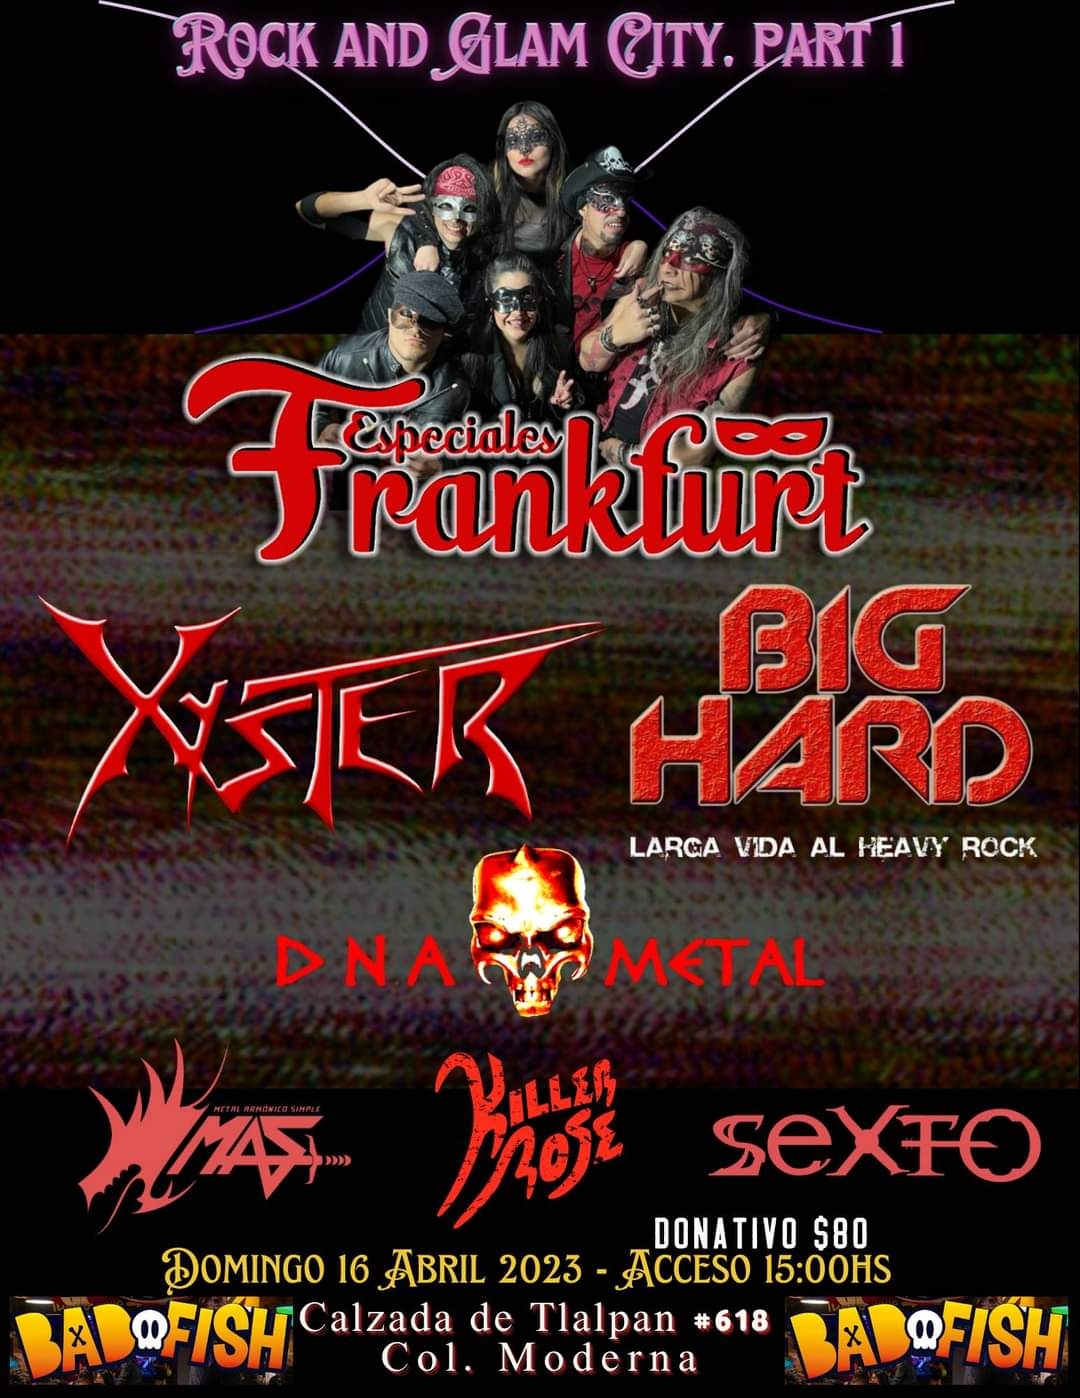 ROCK AND GLAM CITY. PART 1
Especiales
Frankfürt
XYSTER
BIG
HARD
LARGA VIDA AL HEAVY ROCK
D.N.A METAL
METAL ARMÓNICO SIMPLE
MAS
KILLER
ROSE
SEXTO
DONATIVO $80
DOMINGO 16 ABRIL 2023 - ACCESO 15:00HS
BAD FISH
Calzada de Tlalpan #618
Col. Moderna
BAD FISH